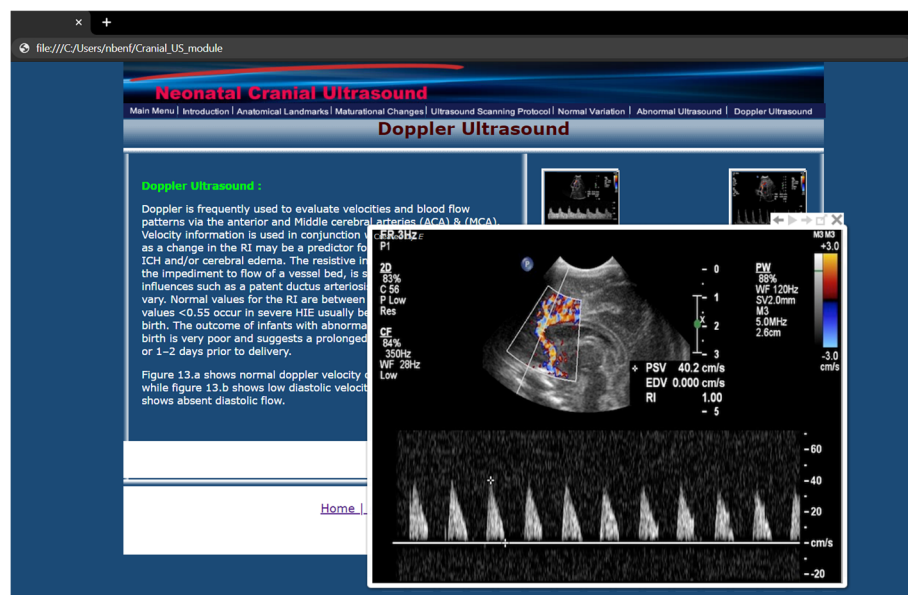 × +
file:///C:/Users/nbenf/Cranial_US_module
Neonatal Cranial Ultrasound
Main Menu | Introduction | Anatomical Landmarks | Maturational Changes | Ultrasound Scanning Protocol | Normal Variation | Abnormal Ultrasound | Doppler Ultrasound
Doppler Ultrasound
Doppler Ultrasound :
Doppler is frequently used to evaluate velocities and blood flow
patterns via the anterior and Middle cerebral arteries (ACA) & (MCA).
Velocity information is used in conjunction
as a change in the RI may be a predictor fo
ICH and/or cerebral edema. The resistive in
the impediment to flow of a vessel bed, is s
influences such as a patent ductus arteriosi
vary. Normal values for the RI are between
values <0.55 occur in severe HIE usually be
birth. The outcome of infants with abnorma
birth is very poor and suggests a prolonged
or 1–2 days prior to delivery.
Figure 13.a shows normal doppler velocity
while figure 13.b shows low diastolic velocit
shows absent diastolic flow.
Home |
FR 3Hz
P1
2D
83%
C 56
P Low
Res
CF
84%
350Hz
WF 28Hz
Low
P
M3 M3
+3.0
-3.0
cm/s
PW
88%
WF 120Hz
SV2.0mm
M3
5.0MHz
2.6cm
0
1
X
2
3
5
PSV 40.2 cm/s
EDV 0.000 cm/s
RI 1.00
60
40
20
cm/s
-20